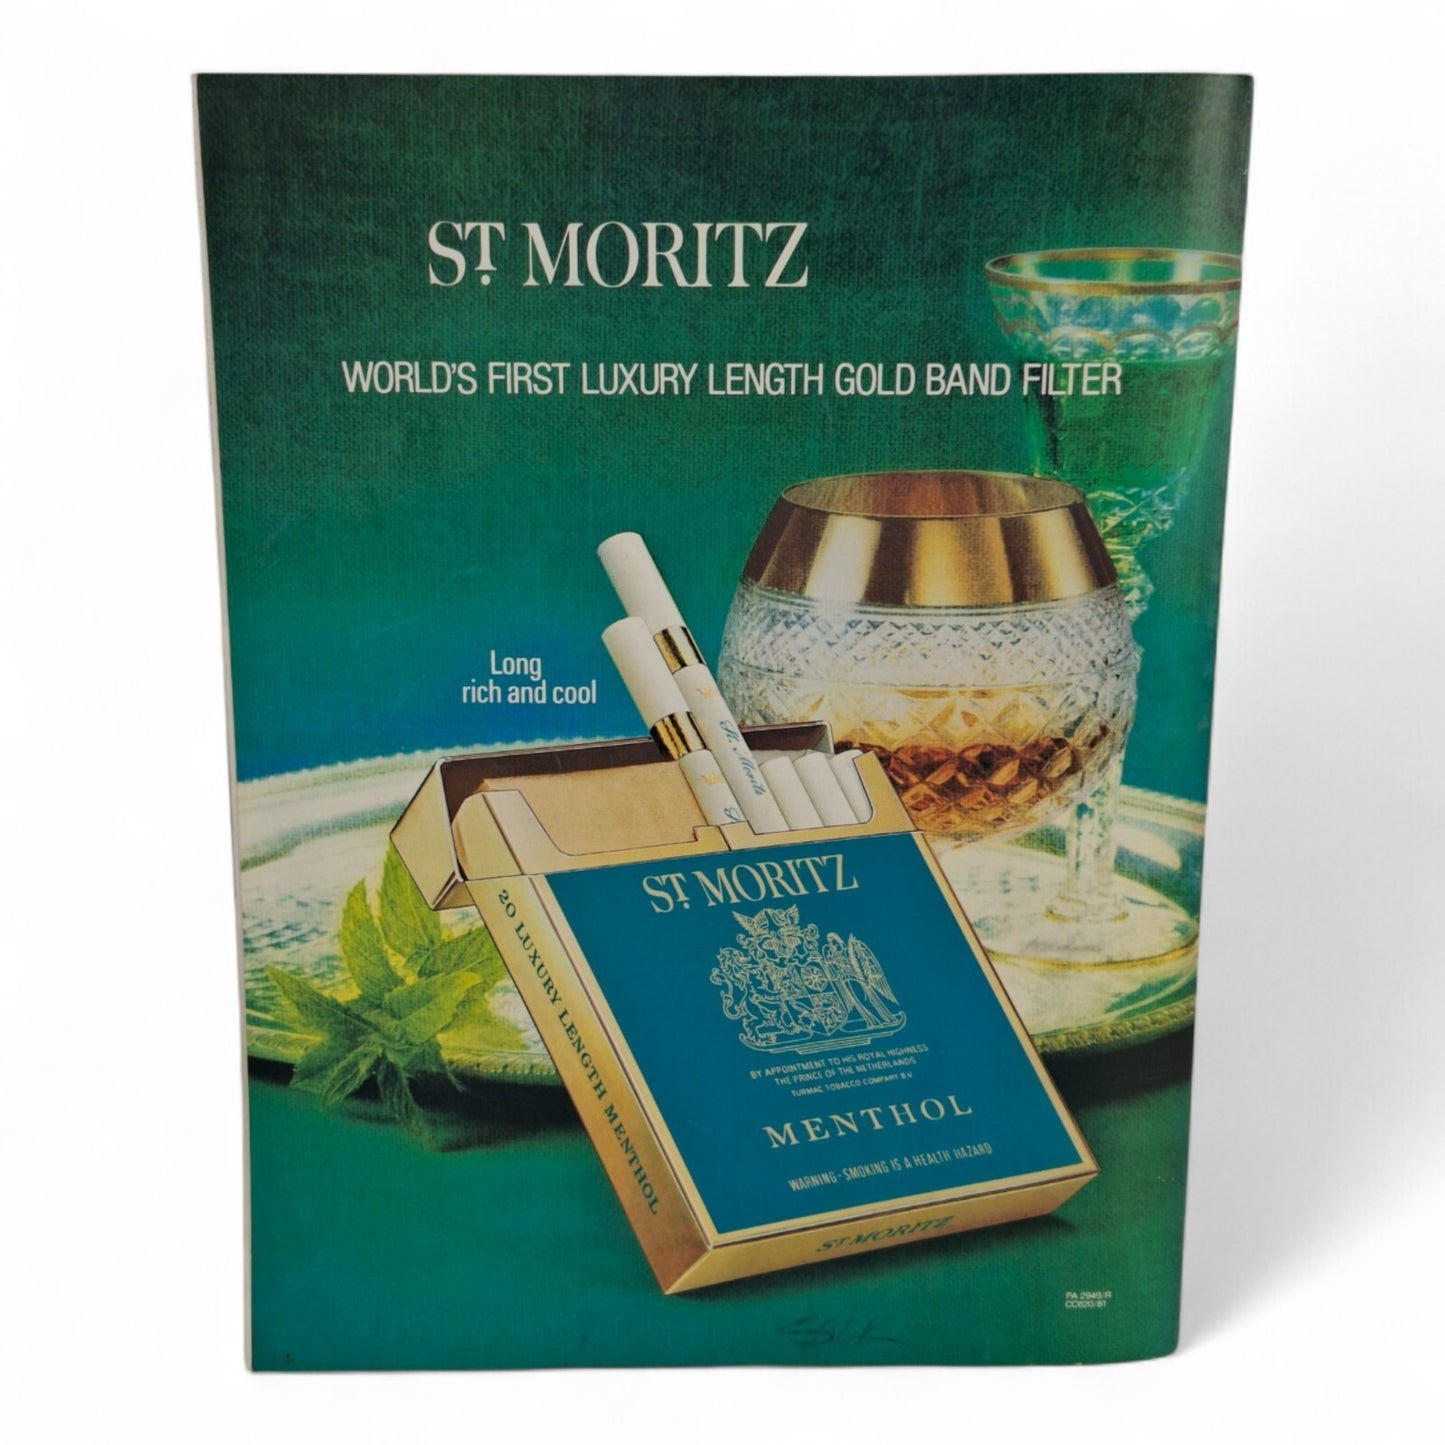 ST. MORITZ
WORLD'S FIRST LUXURY LENGTH GOLD BAND FILTER
Long
rich and cool
St. Moritz
ST. MORITZ
BY APPOINTMENT TO HIS ROYAL HIGHNESS
THE PRINCE OF THE NETHERLANDS
TURMAC TOBACCO COMPANY B.V.
MENTHOL
WARNING - SMOKING IS A HEALTH HAZARD
20 LUXURY LENGTH MENTHOL
ST. MORITZ
PA 2949/R
CC620/81